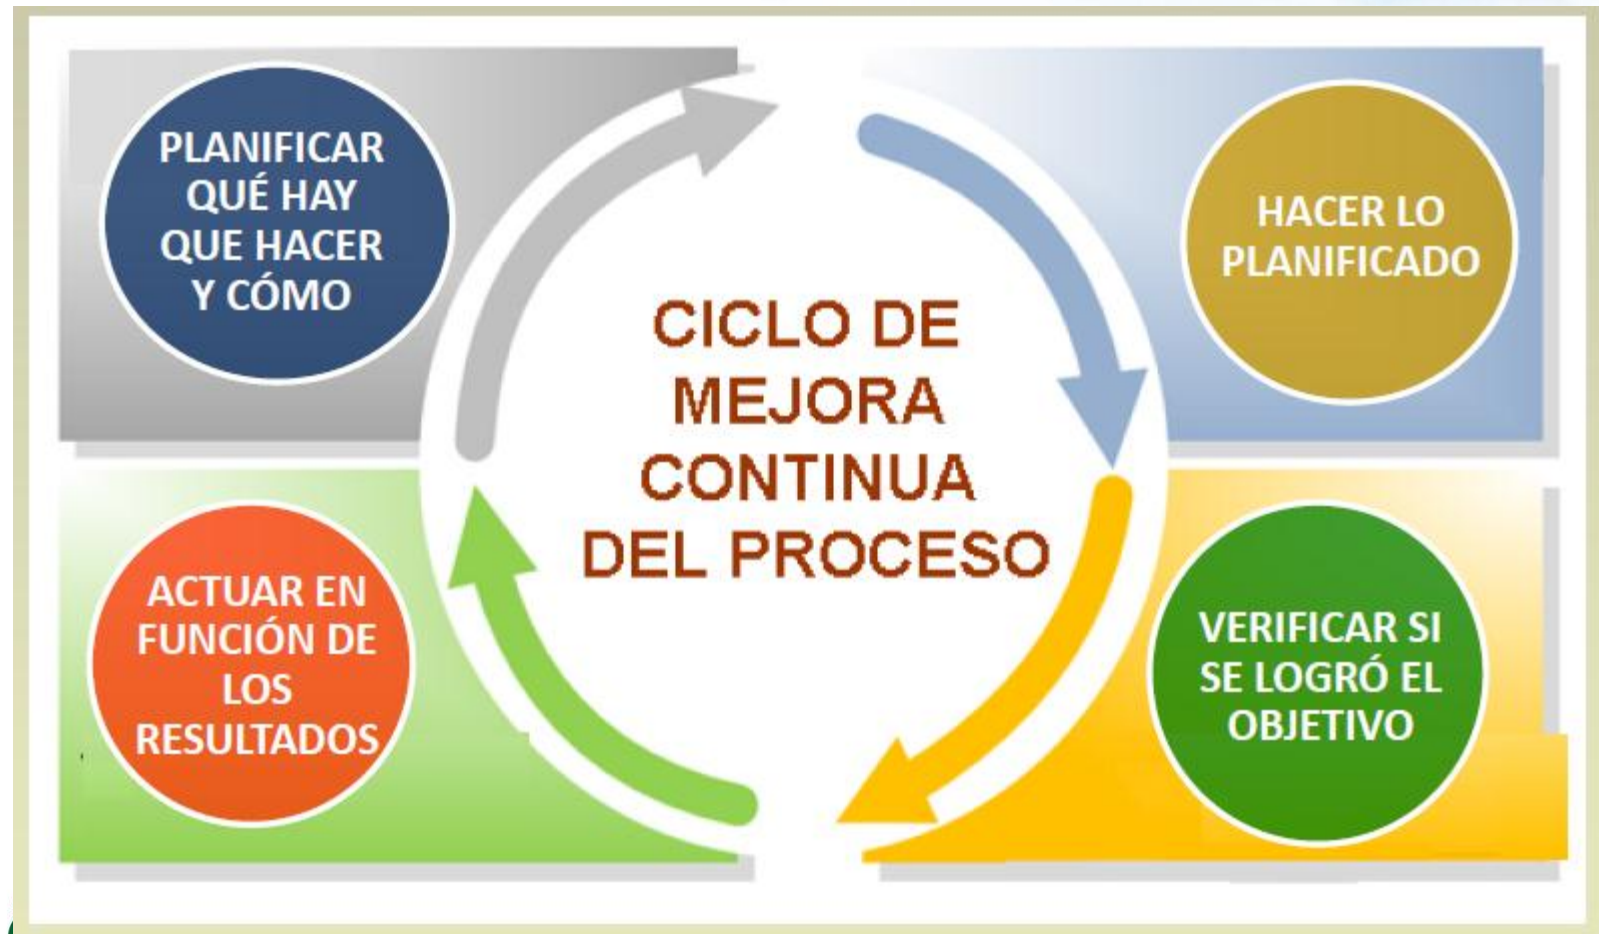 PLANIFICAR
QUÉ HAY
QUE HACER
Y CÓMO
HACER LO
PLANIFICADO
CICLO DE
MEJORA
CONTINUA
DEL PROCESO
ACTUAR EN
FUNCIÓN DE
LOS
RESULTADOS
VERIFICAR SI
SE LOGRÓ EL
OBJETIVO